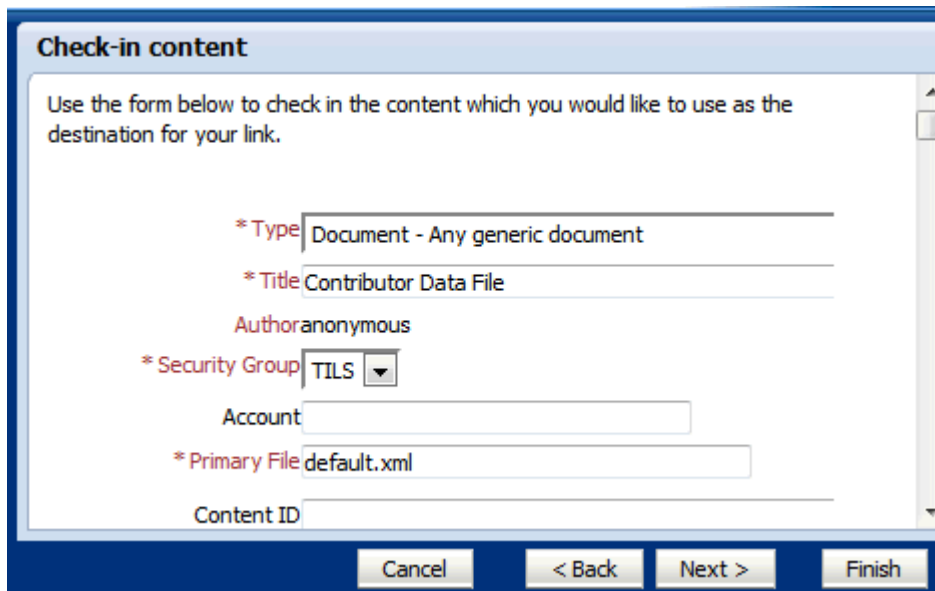 Check-in content
Use the form below to check in the content which you would like to use as the
destination for your link.
* Type Document - Any generic document
* Title Contributor Data File
Author anonymous
* Security Group TILS
Account
* Primary File default.xml
Content ID
Cancel < Back Next > Finish